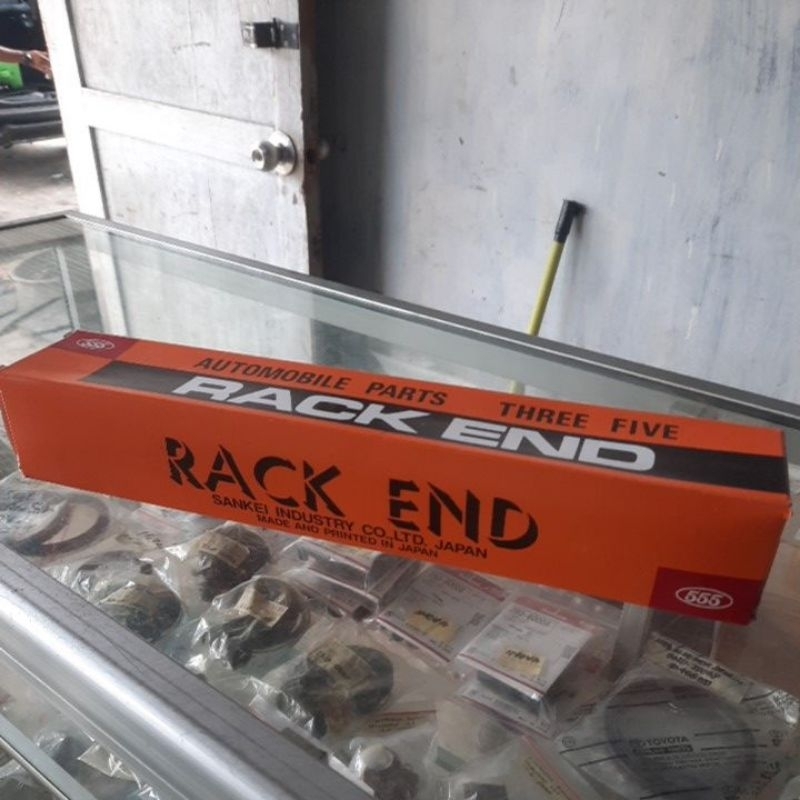 555
AUTOMOBILE PARTS THREE FIVE
RACK END
RACK END
SANKEI INDUSTRY CO.,LTD. JAPAN
MADE AND PRINTED IN JAPAN
555
TOYOTA